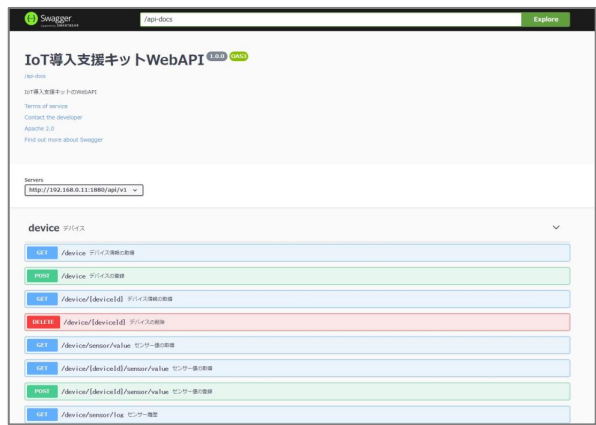 Swagger
Supported by SMARTBEAR
/api-docs
Explore
IoT導入支援キットWebAPI 1.0.0 OAS3
/api-docs
IoT導入支援キットのWebAPI
Terms of service
Contact the developer
Apache 2.0
Find out more about Swagger
Servers
http://192.168.0.11:1880/api/v1
device デバイス
GET /device デバイス情報の取得
POST /device デバイスの登録
GET /device/{deviceId} デバイス情報の取得
DELETE /device/{deviceId} デバイスの削除
GET /device/sensor/value センサー値の取得
GET /device/{deviceId}/sensor/value センサー値の取得
POST /device/{deviceId}/sensor/value センサー値の登録
GET /device/sensor/log センサー履歴